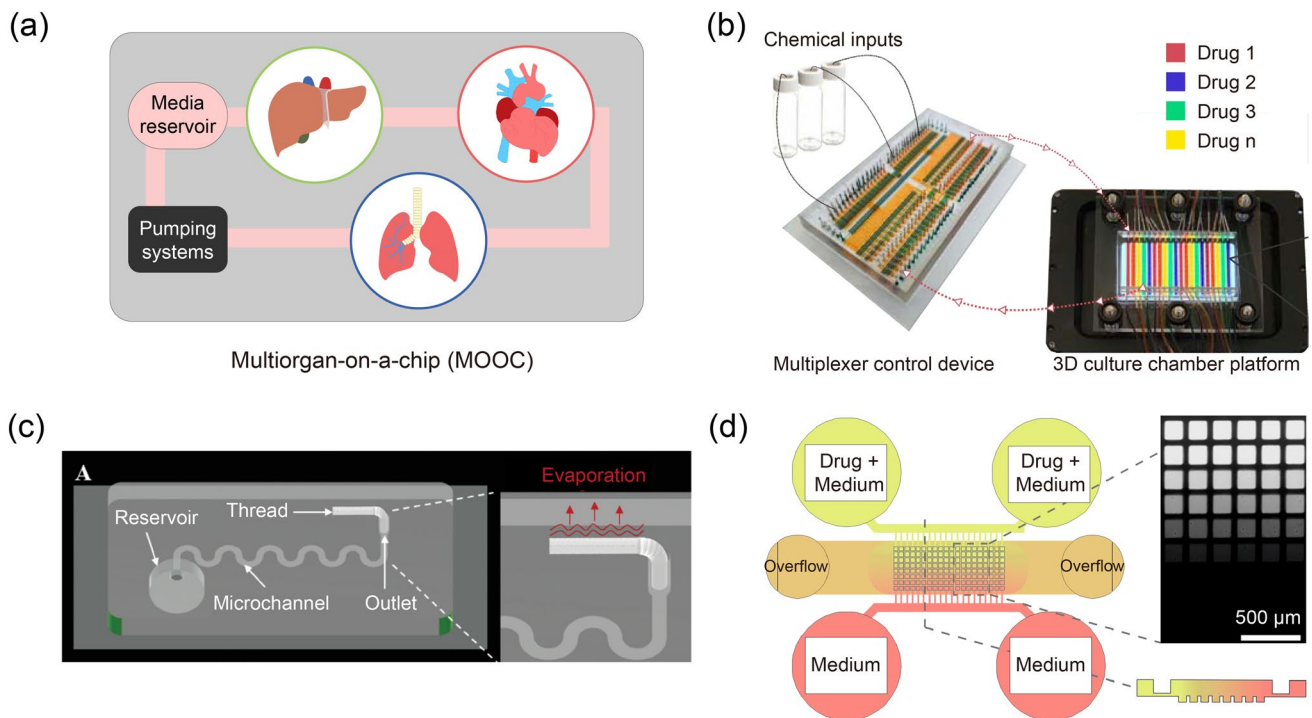 (a)
Media
reservoir
Pumping
systems
Multiorgan-on-a-chip (MOOC)
(b)
Chemical inputs
Drug 1
Drug 2
Drug 3
Drug n
Multiplexer control device
3D culture chamber platform
(c)
A
Evaporation
Thread
Reservoir
Microchannel
Outlet
(d)
Drug +
Medium
Drug +
Medium
Overflow
Overflow
Medium
Medium
500 µm